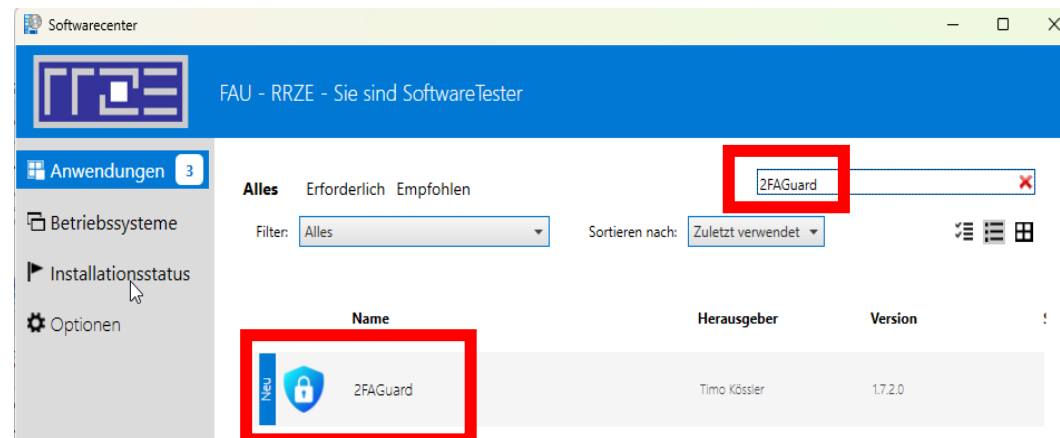 Softwarecenter
RRZE
FAU - RRZE - Sie sind SoftwareTester
Anwendungen 3
Alles Erforderlich Empfohlen
2FAGuard
Betriebssysteme
Filter: Alles Sortieren nach: Zuletzt verwendet
Installationsstatus
Optionen
Name Herausgeber Version
Neu 2FAGuard Timo Kössler 1.7.2.0